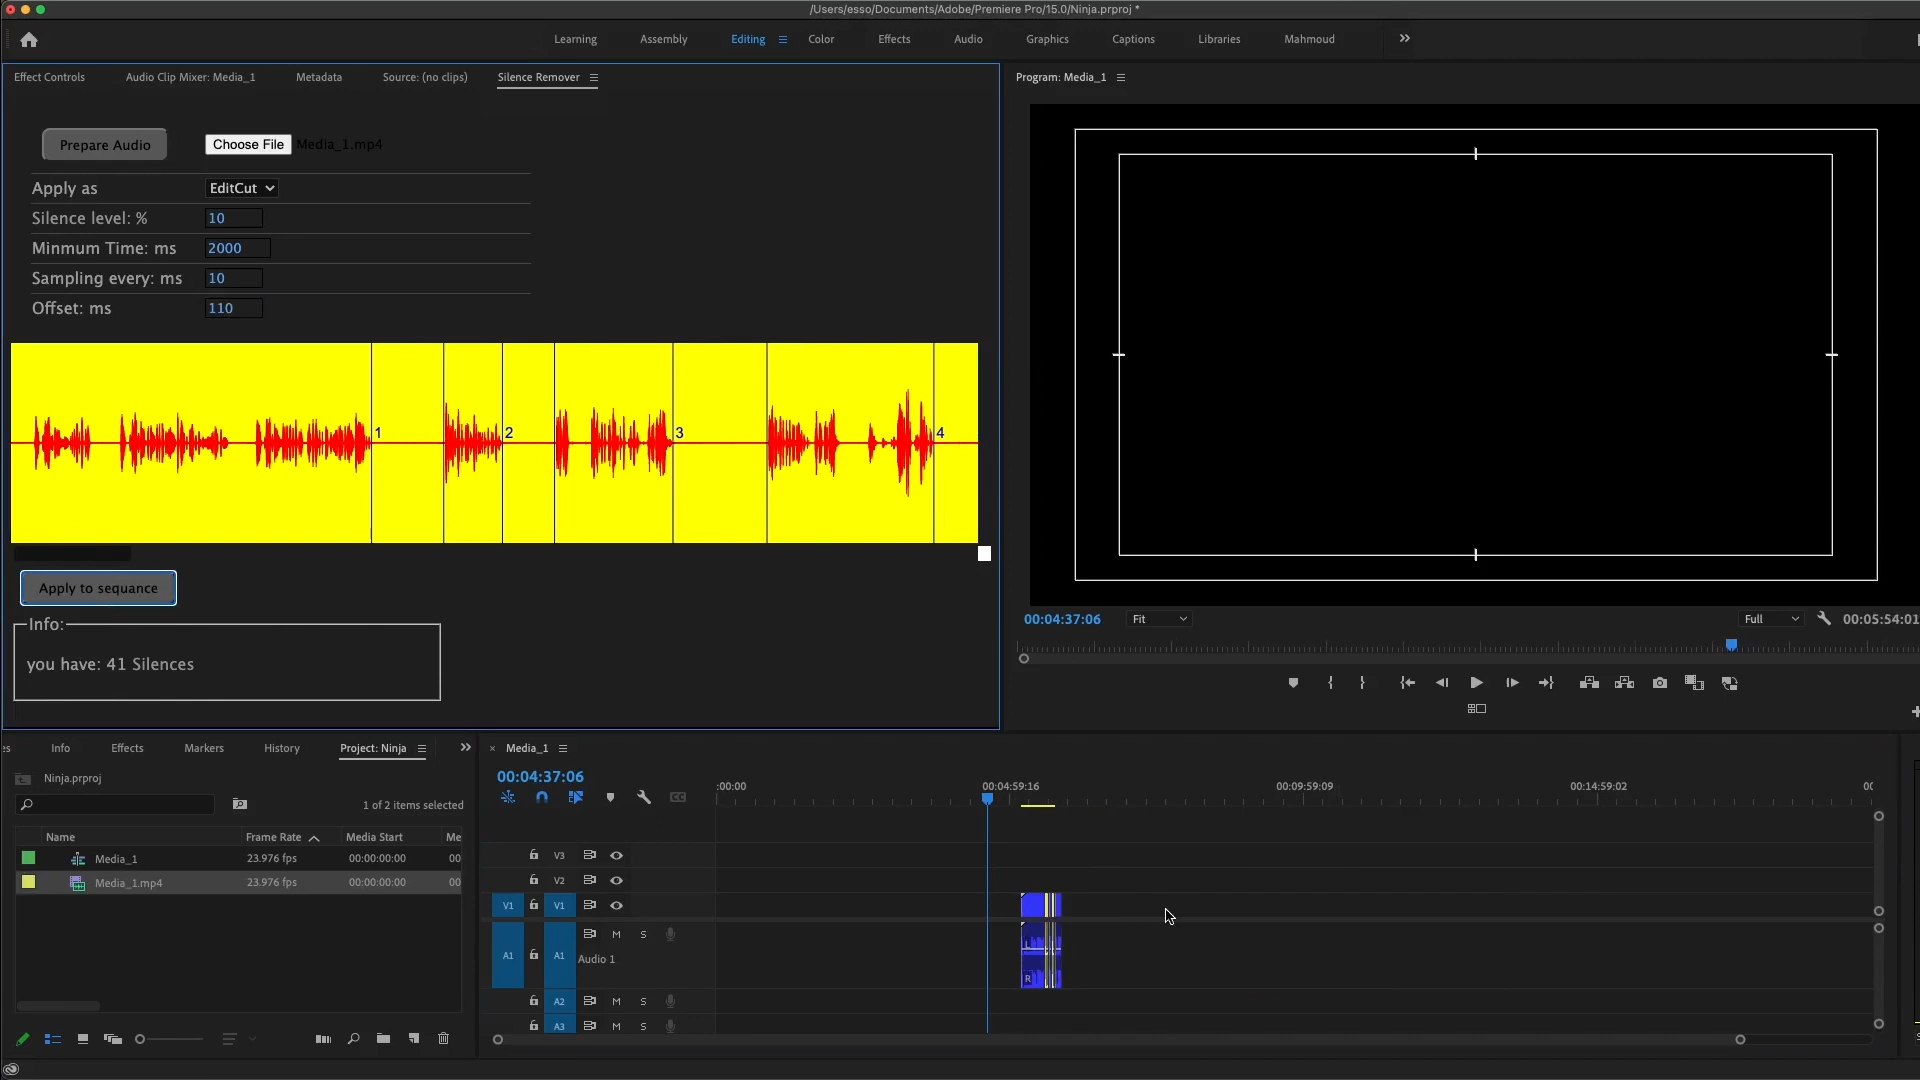 /Users/esso/Documents/Adobe/Premiere Pro/15.0/Ninja.prproj *
Learning Assembly Editing Color Effects Audio Graphics Captions Libraries Mahmoud
Effect Controls Audio Clip Mixer: Media_1 Metadata Source: (no clips) Silence Remover
Program: Media_1
Prepare Audio Choose File Media_1.mp4
Apply as EditCut
Silence level: % 10
Minmum Time: ms 2000
Sampling every: ms 10
Offset: ms 110
1 2 3 4
Apply to sequance
Info:
you have: 41 Silences
00:04:37:06 Fit Full 00:05:54:01
es Info Effects Markers History Project: Ninja
Ninja.prproj
1 of 2 items selected
Name Frame Rate Media Start Me
Media_1 23.976 fps 00:00:00:00 00
Media_1.mp4 23.976 fps 00:00:00:00 00
× Media_1
00:04:37:06
:00:00 00:04:59:16 00:09:59:09 00:14:59:02 00
V3
V2
V1 V1
A1 A1 M S
Audio 1
L
R
A2 M S
A3 M S